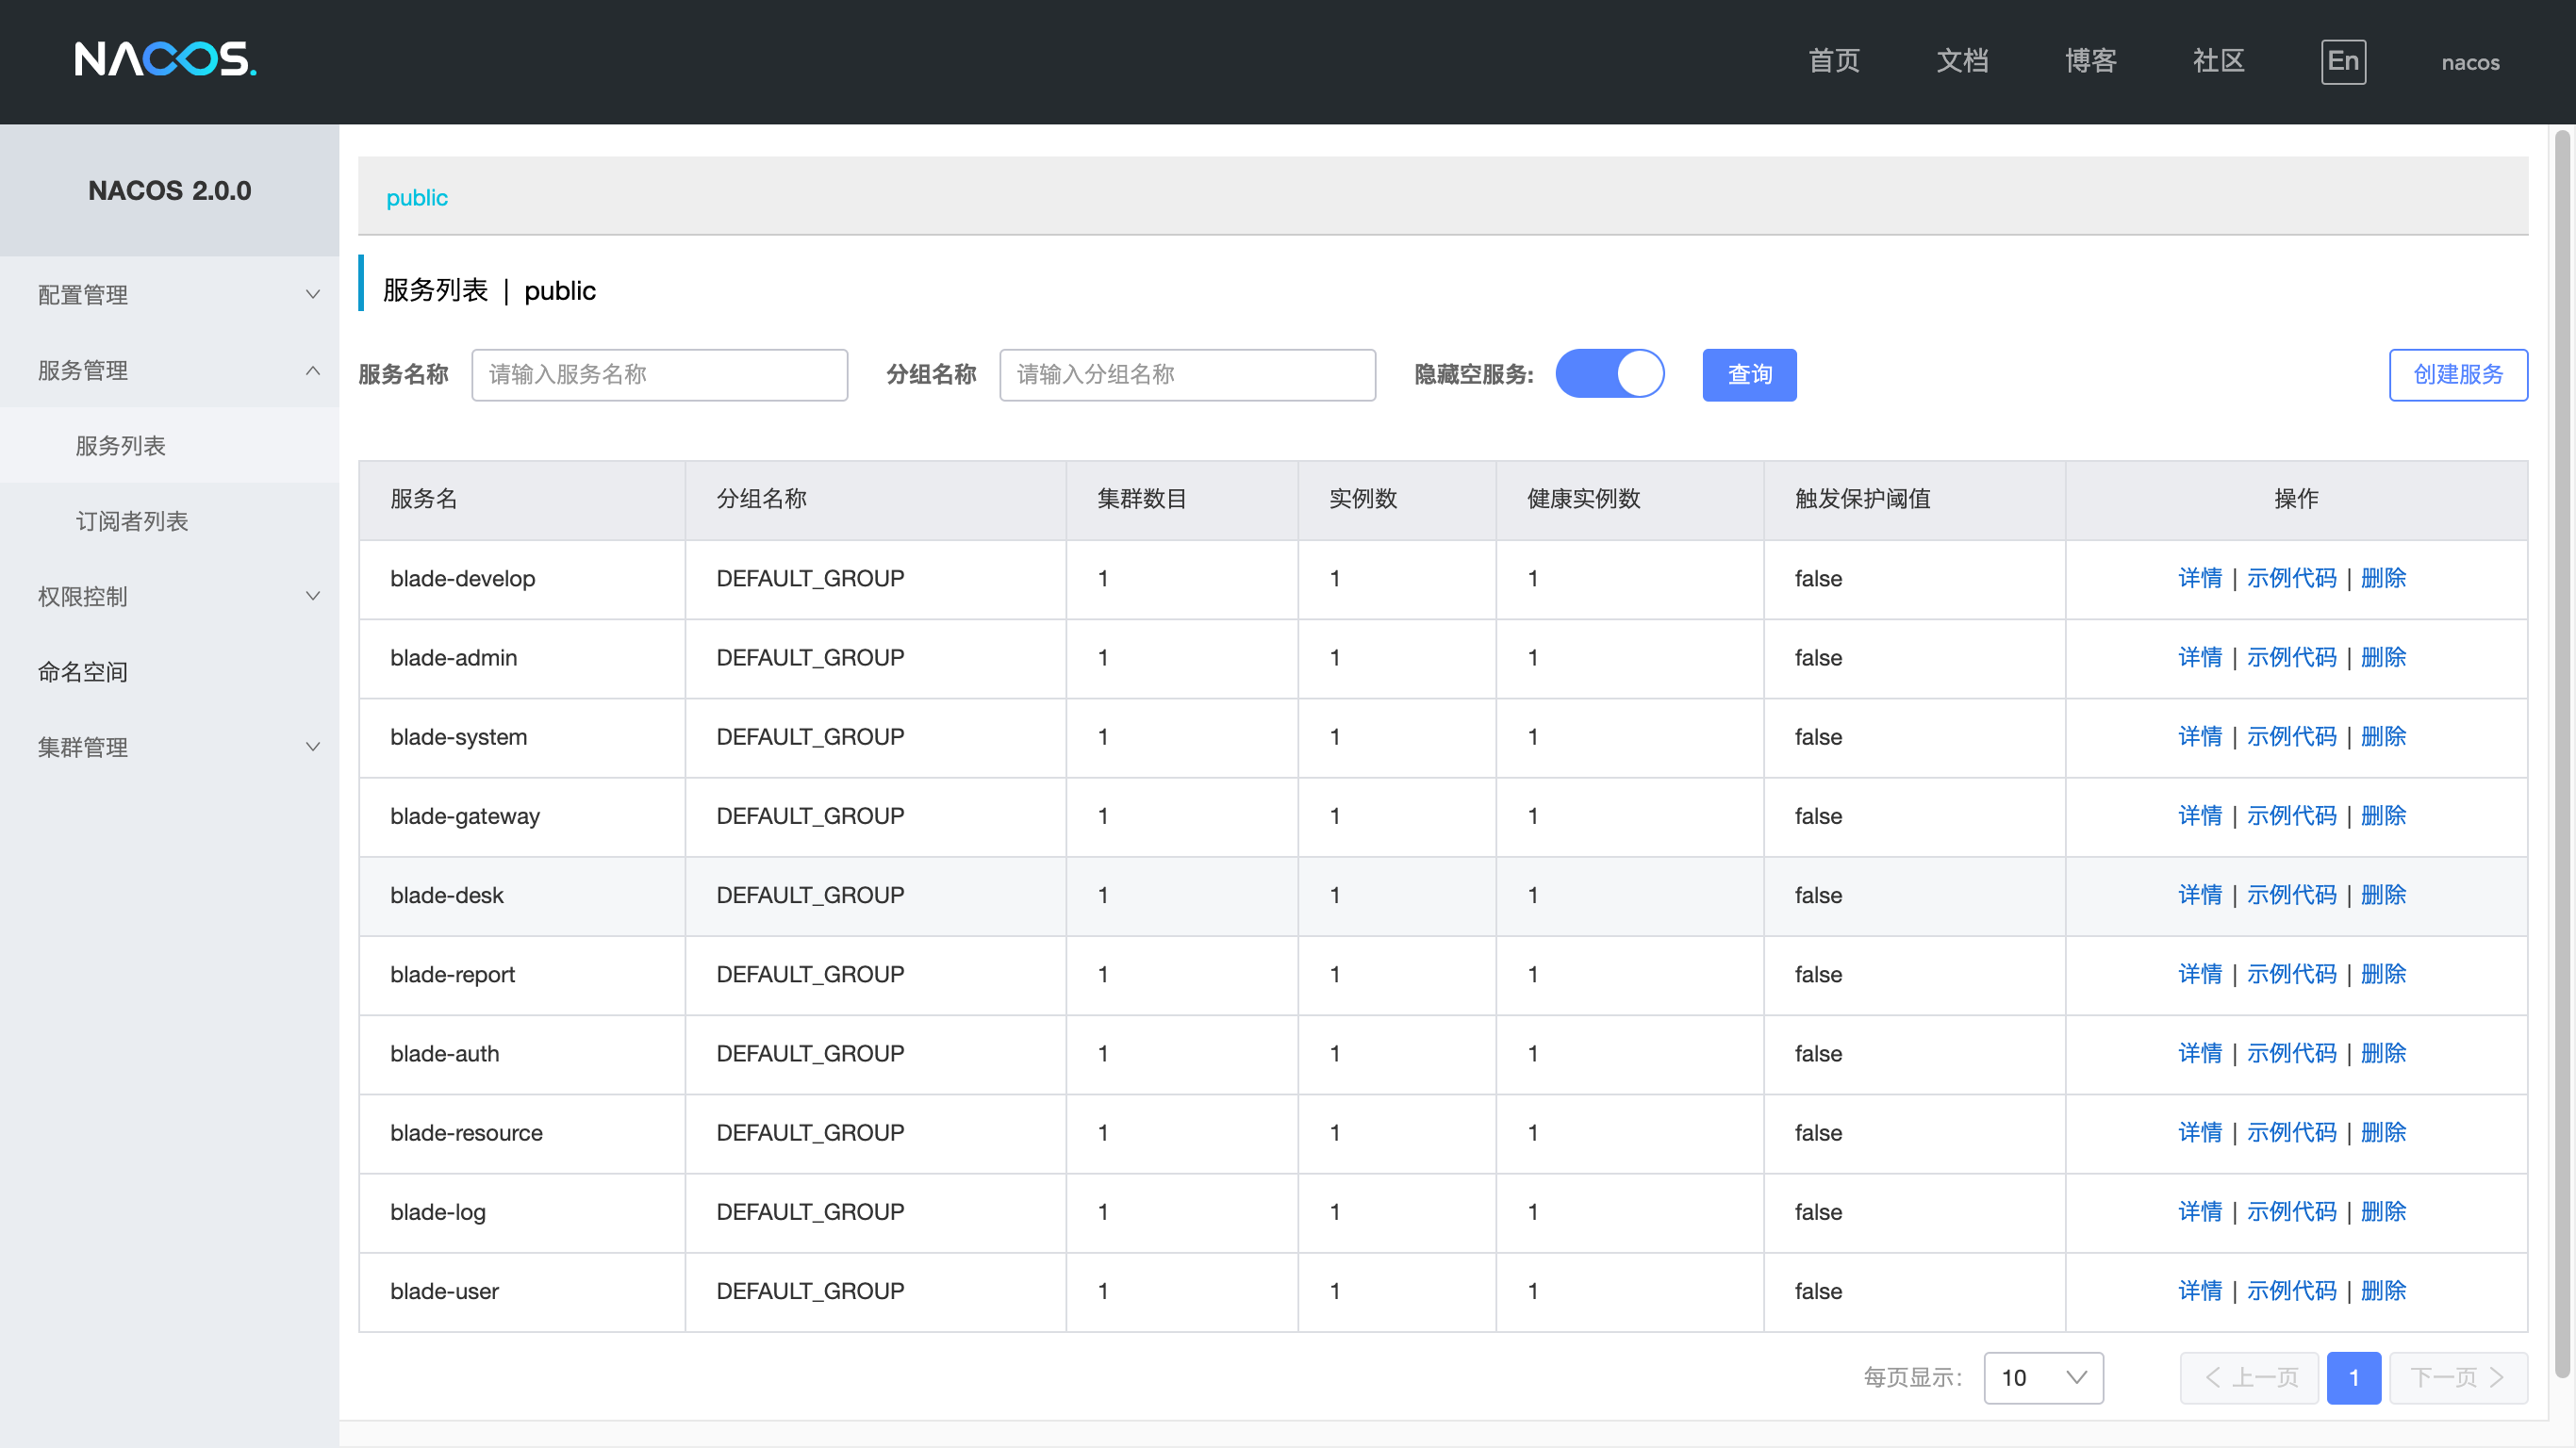 NACOS.
首页 文档 博客 社区 En nacos
NACOS 2.0.0
配置管理
服务管理
服务列表
订阅者列表
权限控制
命名空间
集群管理
public
服务列表 | public
服务名称 请输入服务名称 分组名称 请输入分组名称 隐藏空服务: 查询 创建服务
服务名 分组名称 集群数目 实例数 健康实例数 触发保护阈值 操作
blade-develop DEFAULT_GROUP 1 1 1 false 详情 | 示例代码 | 删除
blade-admin DEFAULT_GROUP 1 1 1 false 详情 | 示例代码 | 删除
blade-system DEFAULT_GROUP 1 1 1 false 详情 | 示例代码 | 删除
blade-gateway DEFAULT_GROUP 1 1 1 false 详情 | 示例代码 | 删除
blade-desk DEFAULT_GROUP 1 1 1 false 详情 | 示例代码 | 删除
blade-report DEFAULT_GROUP 1 1 1 false 详情 | 示例代码 | 删除
blade-auth DEFAULT_GROUP 1 1 1 false 详情 | 示例代码 | 删除
blade-resource DEFAULT_GROUP 1 1 1 false 详情 | 示例代码 | 删除
blade-log DEFAULT_GROUP 1 1 1 false 详情 | 示例代码 | 删除
blade-user DEFAULT_GROUP 1 1 1 false 详情 | 示例代码 | 删除
每页显示: 10 上一页 1 下一页